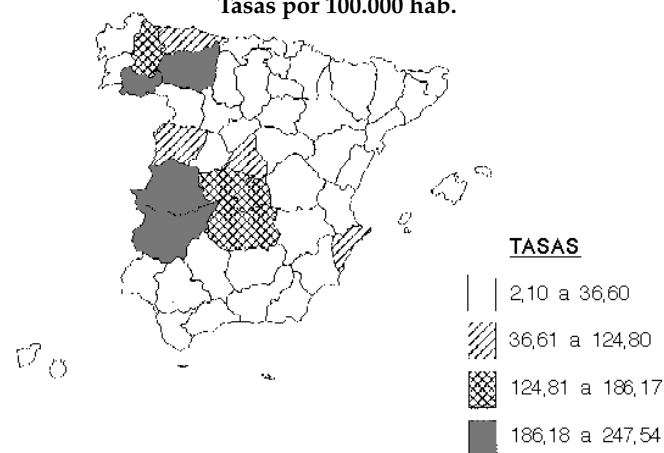 Tasas por 100.000 hab.
TASAS
2,10 a 36,60
36,61 a 124,80
124,81 a 186,17
186,18 a 247,54